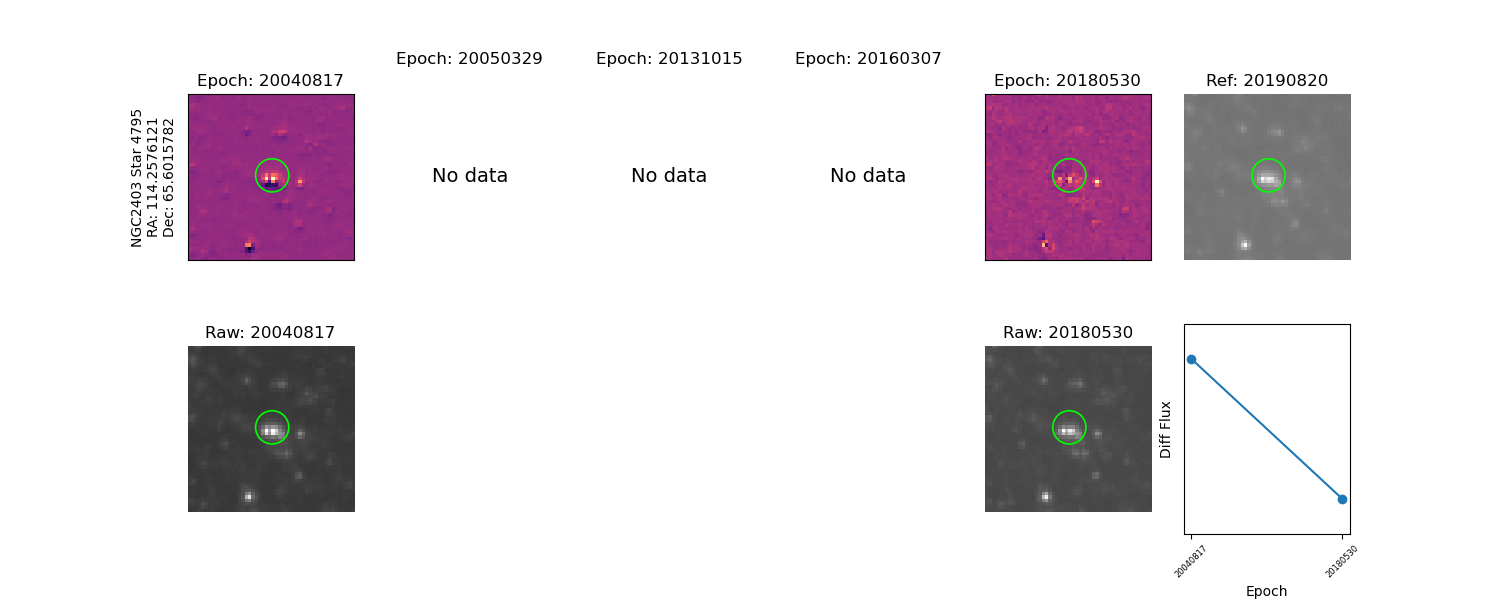 Epoch: 20040817
Epoch: 20050329
Epoch: 20131015
Epoch: 20160307
Epoch: 20180530
Ref: 20190820
NGC2403 Star 4795
RA: 114.2576121
Dec: 65.6015782
No data
No data
No data
Raw: 20040817
Raw: 20180530
Diff Flux
20040817
20180530
Epoch